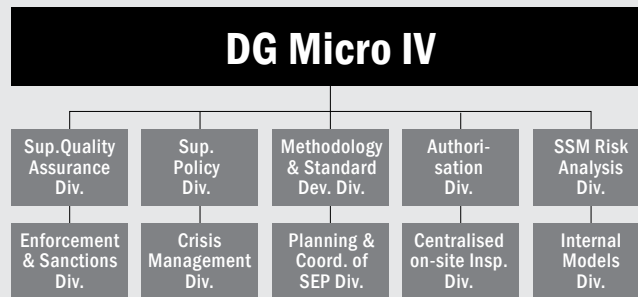 DG Micro IV
Sup.Quality
Assurance
Div.
Sup.
Policy
Div.
Methodology
& Standard
Dev. Div.
Authori-
sation
Div.
SSM Risk
Analysis
Div.
Enforcement
& Sanctions
Div.
Crisis
Management
Div.
Planning &
Coord. of
SEP Div.
Centralised
on-site Insp.
Div.
Internal
Models
Div.